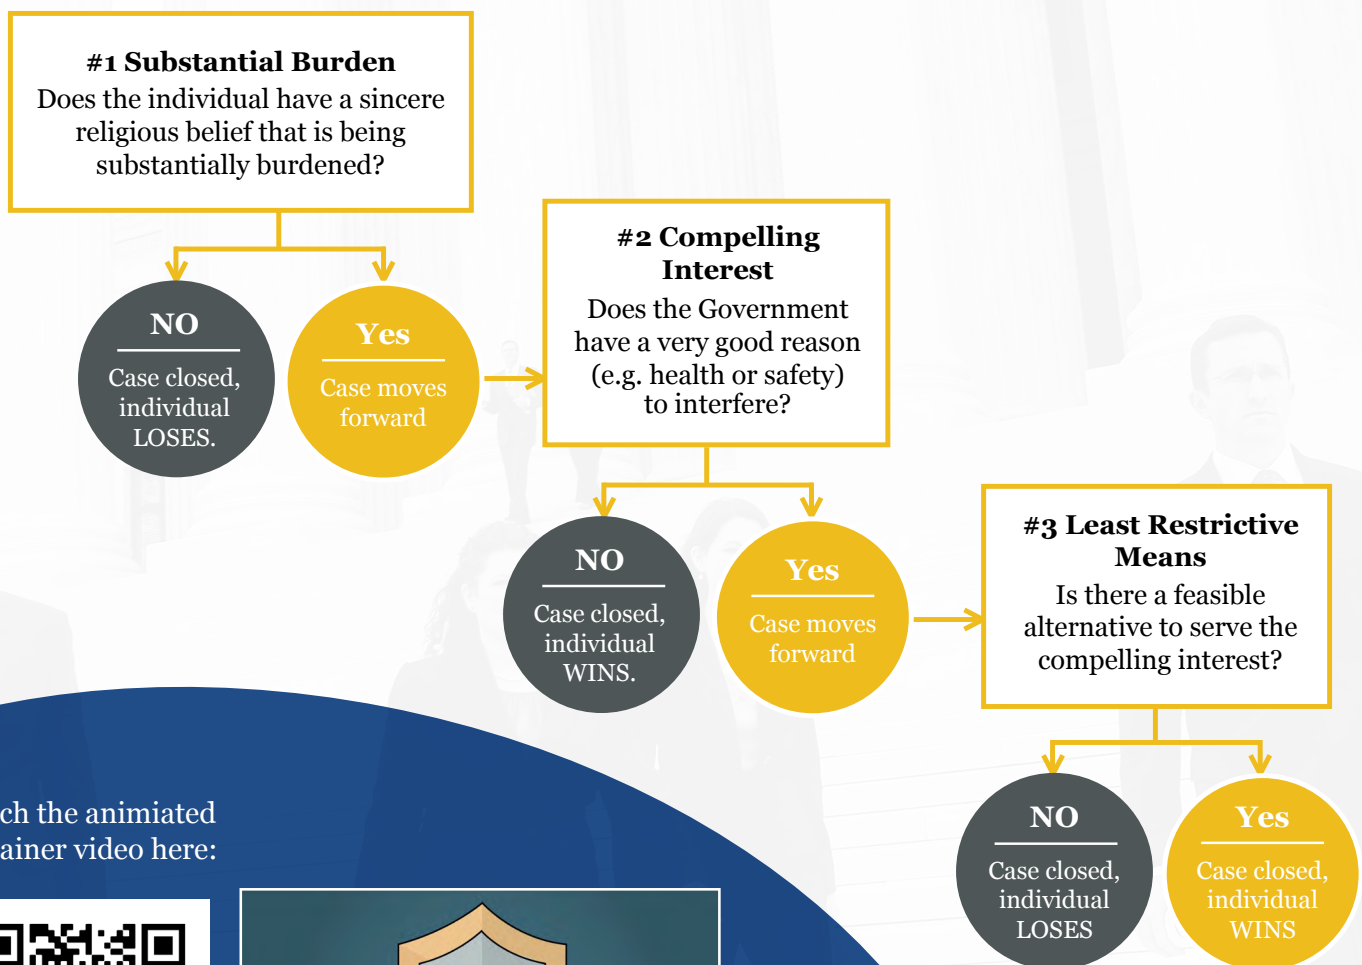 #1 Substantial Burden
Does the individual have a sincere
religious belief that is being
substantially burdened?
NO
Case closed,
individual
LOSES.
Yes
Case moves
forward
#2 Compelling
Interest
Does the Government
have a very good reason
(e.g. health or safety)
to interfere?
NO
Case closed,
individual
WINS.
Yes
Case moves
forward
#3 Least Restrictive
Means
Is there a feasible
alternative to serve the
compelling interest?
NO
Case closed,
individual
LOSES
Yes
Case closed,
individual
WINS
ch the animiated
ainer video here: